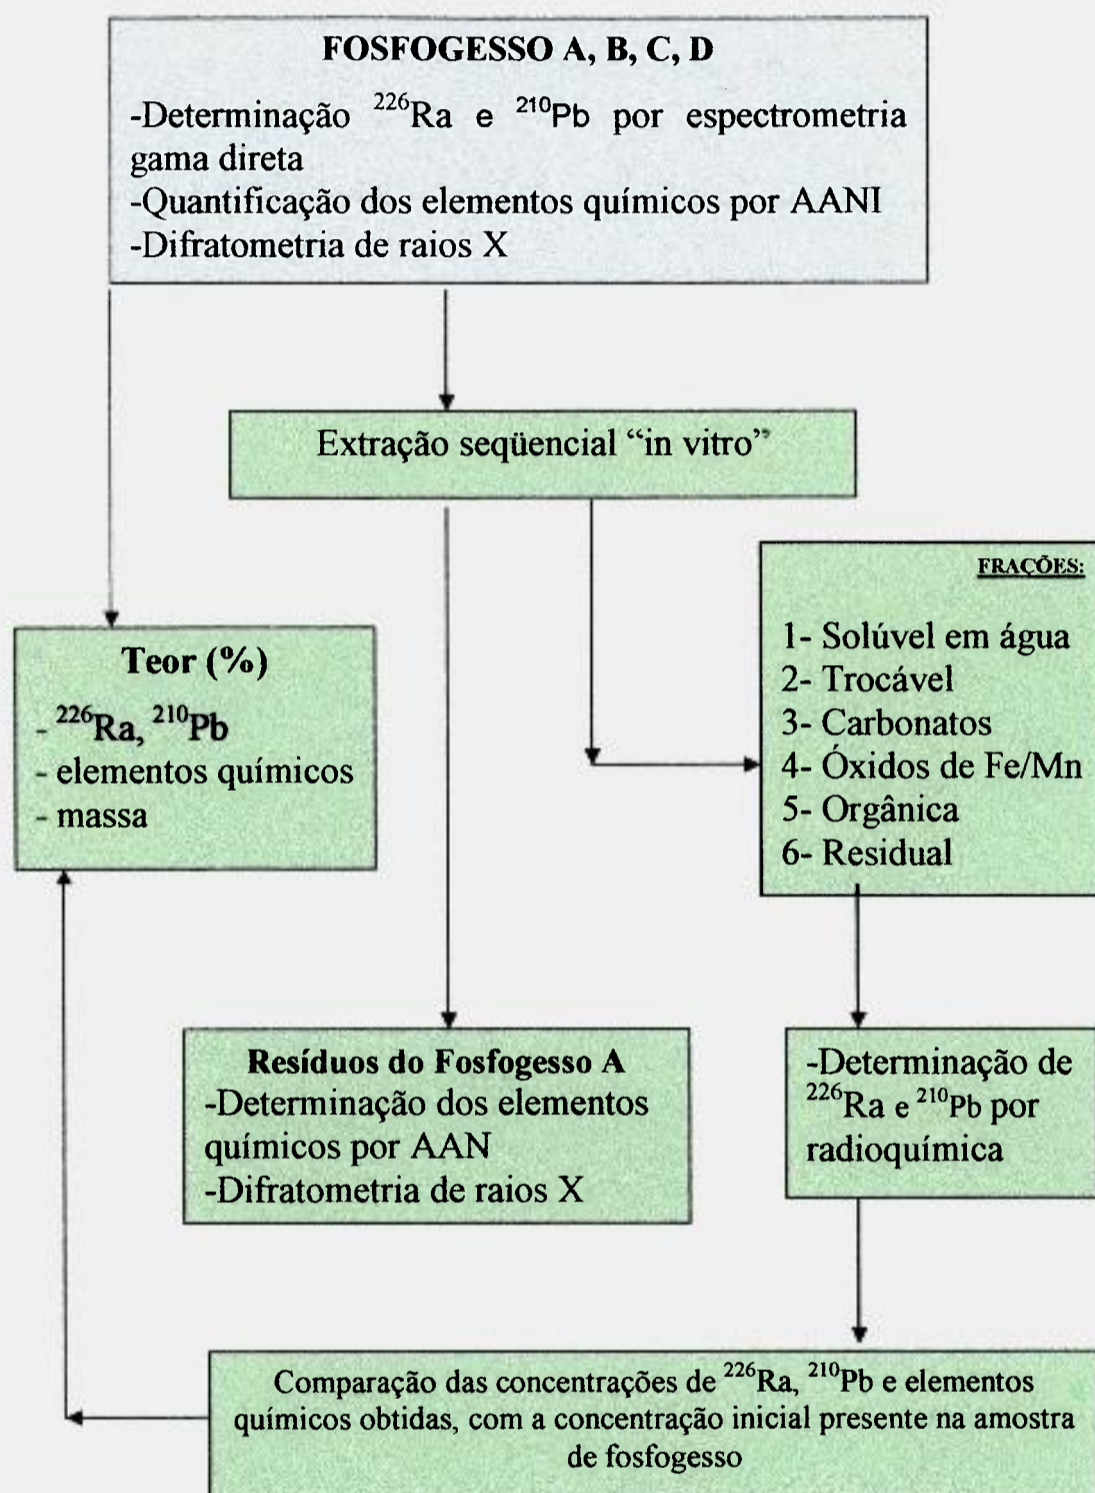 FOSFOGESSO A, B, C, D
-Determinação ²²⁶Ra e ²¹⁰Pb por espectrometria
gama direta
-Quantificação dos elementos químicos por AANI
-Difratometria de raios X
Extração seqüencial “in vitro”
FRAÇÕES:
1- Solúvel em água
2- Trocável
3- Carbonatos
4- Óxidos de Fe/Mn
5- Orgânica
6- Residual
Teor (%)
- ²²⁶Ra, ²¹⁰Pb
- elementos químicos
- massa
Resíduos do Fosfogesso A
-Determinação dos elementos
químicos por AAN
-Difratometria de raios X
-Determinação de
²²⁶Ra e ²¹⁰Pb por
radioquímica
Comparação das concentrações de ²²⁶Ra, ²¹⁰Pb e elementos
químicos obtidas, com a concentração inicial presente na amostra
de fosfogesso